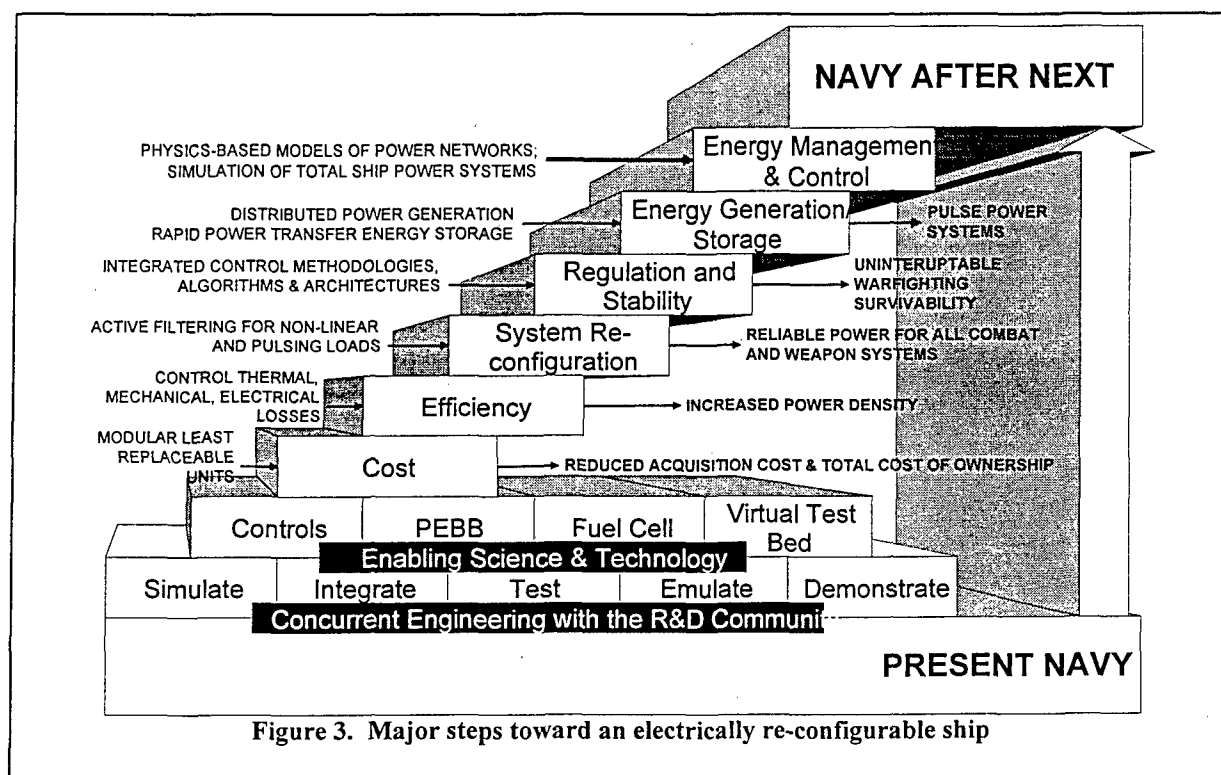 NAVY AFTER NEXT
PHYSICS-BASED MODELS OF POWER NETWORKS;
SIMULATION OF TOTAL SHIP POWER SYSTEMS
Energy Managemen
& Control
DISTRIBUTED POWER GENERATION
RAPID POWER TRANSFER ENERGY STORAGE
Energy Generation/
Storage
PULSE POWER
SYSTEMS
INTEGRATED CONTROL METHODOLOGIES,
ALGORITHMS & ARCHITECTURES
Regulation and
Stability
UNINTERUPTABLE
WARFIGHTING
SURVIVABILITY
ACTIVE FILTERING FOR NON-LINEAR
AND PULSING LOADS
System Re-
configuration
RELIABLE POWER FOR ALL COMBAT
AND WEAPON SYSTEMS
CONTROL THERMAL,
MECHANICAL, ELECTRICAL
LOSSES
Efficiency
INCREASED POWER DENSITY
MODULAR LEAST
REPLACEABLE
UNITS
Cost
REDUCED ACQUISITION COST & TOTAL COST OF OWNERSHIP
Controls
PEBB
Fuel Cell
Virtual Test
Bed
Enabling Science & Technology
Simulate
Integrate
Test
Emulate
Demonstrate
Concurrent Engineering with the R&D Communi
PRESENT NAVY
Figure 3. Major steps toward an electrically re-configurable ship